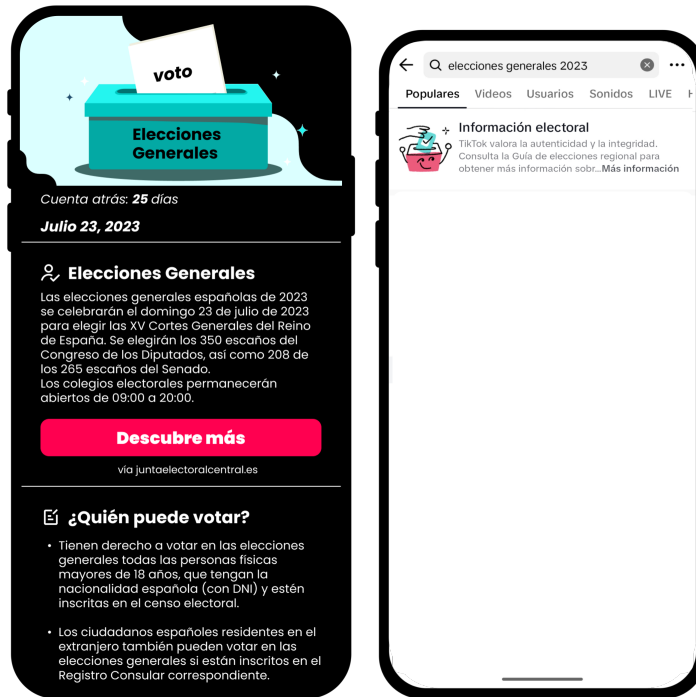 voto
Elecciones
Generales
Cuenta atrás: 25 días
Julio 23, 2023
Elecciones Generales
Las elecciones generales españolas de 2023
se celebrarán el domingo 23 de julio de 2023
para elegir las XV Cortes Generales del Reino
de España. Se elegirán los 350 escaños del
Congreso de los Diputados, así como 208 de
los 265 escaños del Senado.
Los colegios electorales permanecerán
abiertos de 09:00 a 20:00.
Descubre más
vía juntaelectoralcentral.es
¿Quién puede votar?
• Tienen derecho a votar en las elecciones
generales todas las personas físicas
mayores de 18 años, que tengan la
nacionalidad española (con DNI) y estén
inscritas en el censo electoral.
• Los ciudadanos españoles residentes en el
extranjero también pueden votar en las
elecciones generales si están inscritos en el
Registro Consular correspondiente.
elecciones generales 2023
Populares Videos Usuarios Sonidos LIVE
Información electoral
TikTok valora la autenticidad y la integridad.
Consulta la Guía de elecciones regional para
obtener más información sobr...Más información